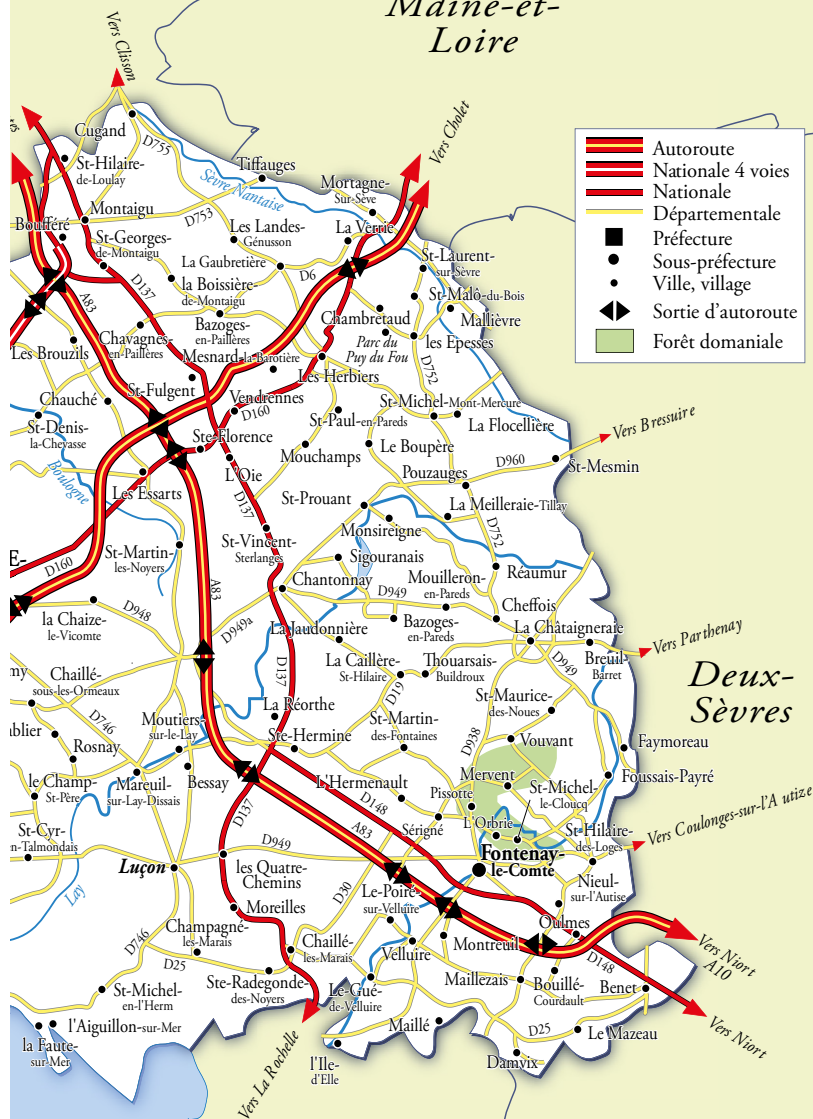 Maine-et-
Loire
Vers Clisson
Cugand
D755
St-Hilaire-
de-Loulay
Tiffauges
Sèvre Nantaise
Vers Cholet
Mortagne-
Sur-Sèvre
Montaigu
D753
Boufféré
St-Georges-
de-Montaigu
Les Landes-
Génusson
La Verrie
La Gaubretière
D6
St-Laurent-
sur-Sèvre
A83
D137
la Boissière-
de-Montaigu
St-Malô-du-Bois
Mallièvre
Chambretaud
Bazoges-
en-Paillères
Chavagnes-
en-Paillères
Parc du
Puy du Fou
les Epesses
Les Brouzils
Mesnard-la-Barotière
Les Herbiers
D752
St-Fulgent
Vendrennes
D160
Chauché
St-Michel-Mont-Mercure
La Flocellière
St-Paul-en-Pareds
St-Denis-
la-Chevasse
Ste-Florence
Le Boupère
Mouchamps
Vers Bressuire
D960
St-Mesmin
L'Oie
Pouzauges
Boulogne
Les Essarts
D137
St-Prouant
La Meilleraie-Tillay
Monsireigne
D752
St-Vincent-
Sterlanges
St-Martin-
les-Noyers
Sigouranais
D160
E-
A83
Chantonnay
Mouilleron-
en-Pareds
Réaumur
D949
la Chaize-
le-Vicomte
D948
D949a
Cheffois
Bazoges-
en-Pareds
La Jaudonnière
La Châtaigneraie
Vers Parthenay
Breuil-
Barret
D949
La Caillère-
St-Hilaire
Thouarsais-
Buildroux
my
Chaillé-
sous-les-Ormeaux
D137
D19
Deux-
Sèvres
St-Maurice-
des-Noues
La Réorthe
D746
Moutiers-
sur-le-Lay
St-Martin-
des-Fontaines
D938
ablier
Rosnay
Ste-Hermine
Vouvant
Faymoreau
le Champ-
St-Père
Mareuil-
sur-Lay-Dissais
Bessay
L'Hermenault
Mervent
Foussais-Payré
St-Michel-
le-Cloucq
Pissotte
D148
D137
A83
Sérigné
L'Orbrie
St-Hilaire-
des-Loges
Vers Coulonges-sur-l'Autize
St-Cyr-
en-Talmondais
D949
Fontenay-
le-Comte
Luçon
les Quatre-
Chemins
D30
Le-Poiré-
sur-Velluire
Nieul-
sur-l'Autise
Lay
Moreilles
Champagné-
les-Marais
D746
D25
Chaillé-
les-Marais
Velluire
Montreuil
Oulmes
D148
Vers Niort
A10
Ste-Radegonde-
des-Noyers
Le-Gué-
de-Velluire
Maillezais
Bouillé-
Courdault
Benet
St-Michel-
en-l'Herm
l'Aiguillon-sur-Mer
la Faute-
sur-Mer
Maillé
D25
Le Mazeau
Vers Niort
Vers La Rochelle
l'Ile-
d'Elle
Damvix
Autoroute
Nationale 4 voies
Nationale
Départementale
Préfecture
Sous-préfecture
Ville, village
Sortie d'autoroute
Forêt domaniale